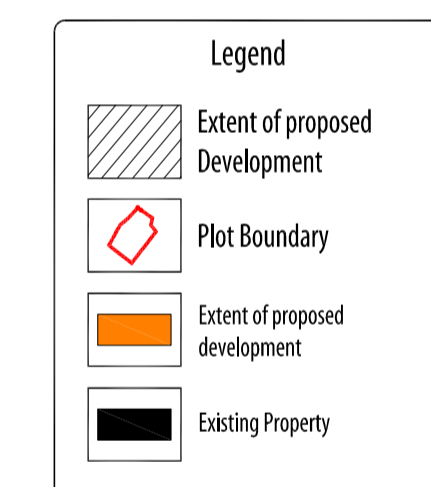 Legend
Extent of proposed
Development
Plot Boundary
Extent of proposed
development
Existing Property